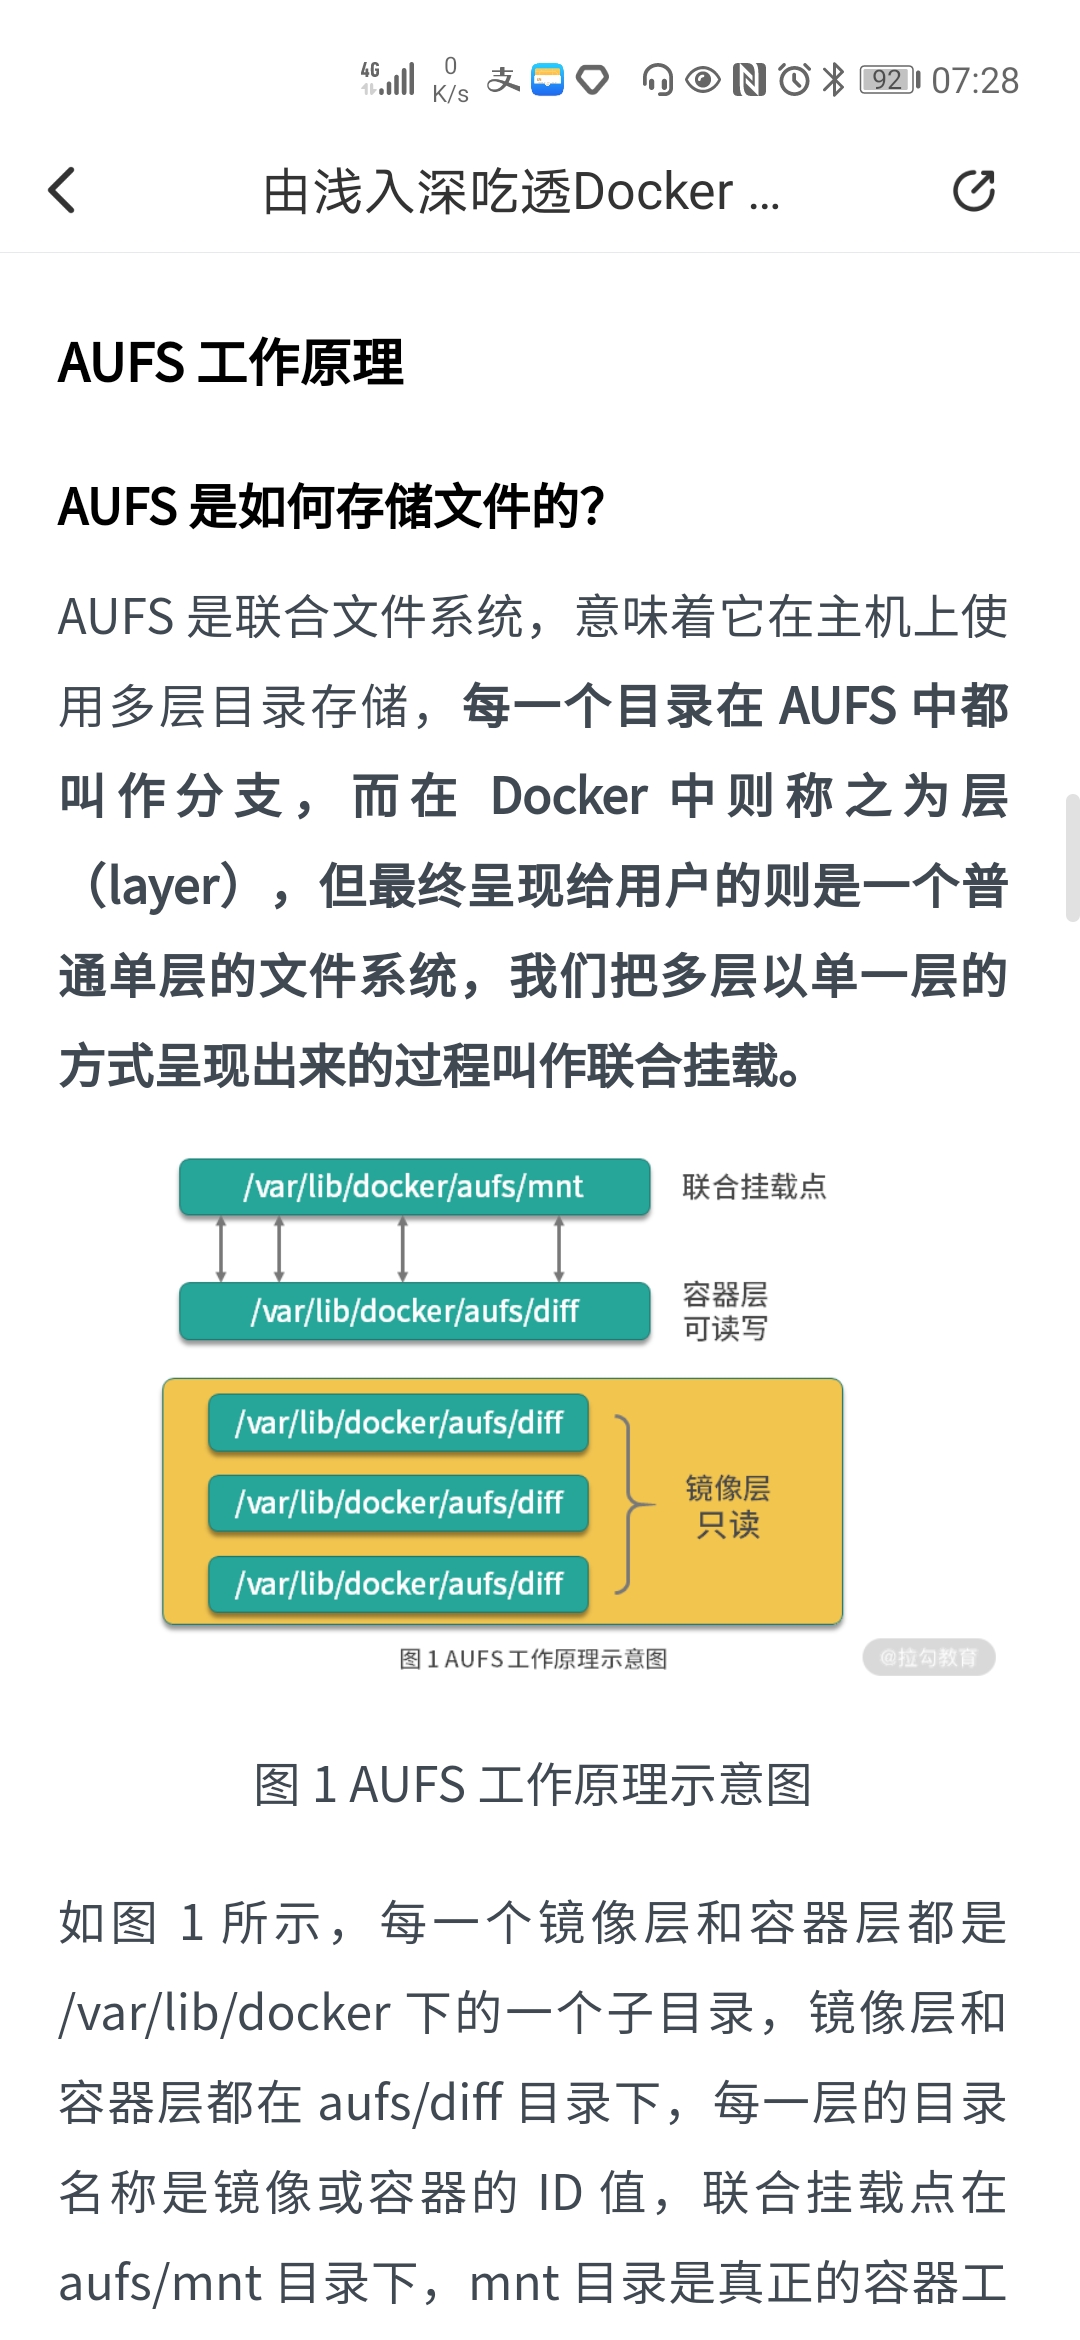 4G
0
K/s
支
92
07:28
由浅入深吃透Docker ...
AUFS 工作原理
AUFS 是如何存储文件的？
AUFS 是联合文件系统，意味着它在主机上使
用多层目录存储，每一个目录在 AUFS 中都
叫作分支，而在 Docker 中则称之为层
（layer），但最终呈现给用户的则是一个普
通单层的文件系统，我们把多层以单一层的
方式呈现出来的过程叫作联合挂载。
/var/lib/docker/aufs/mnt
联合挂载点
/var/lib/docker/aufs/diff
容器层
可读写
/var/lib/docker/aufs/diff
/var/lib/docker/aufs/diff
/var/lib/docker/aufs/diff
镜像层
只读
图 1 AUFS 工作原理示意图
@拉勾教育
图 1 AUFS 工作原理示意图
如图 1 所示，每一个镜像层和容器层都是
/var/lib/docker 下的一个子目录，镜像层和
容器层都在 aufs/diff 目录下，每一层的目录
名称是镜像或容器的 ID 值，联合挂载点在
aufs/mnt 目录下，mnt 目录是真正的容器工